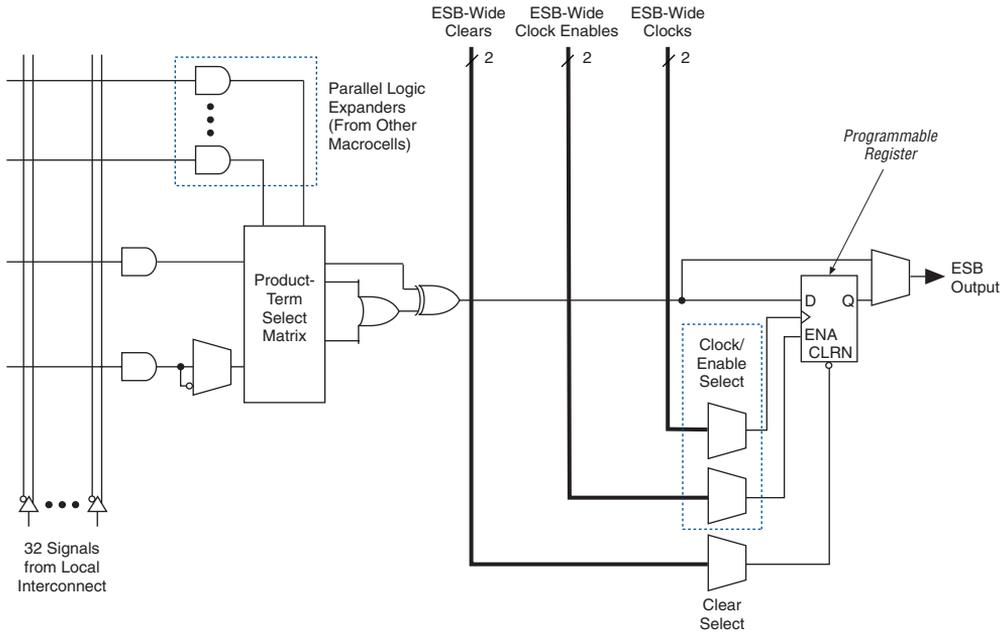 ESB-Wide
Clears
ESB-Wide
Clock Enables
ESB-Wide
Clocks
2
2
2
Parallel Logic
Expanders
(From Other
Macrocells)
Programmable
Register
Product-
Term
Select
Matrix
ESB
Output
D
Q
ENA
CLRN
Clock/
Enable
Select
32 Signals
from Local
Interconnect
Clear
Select